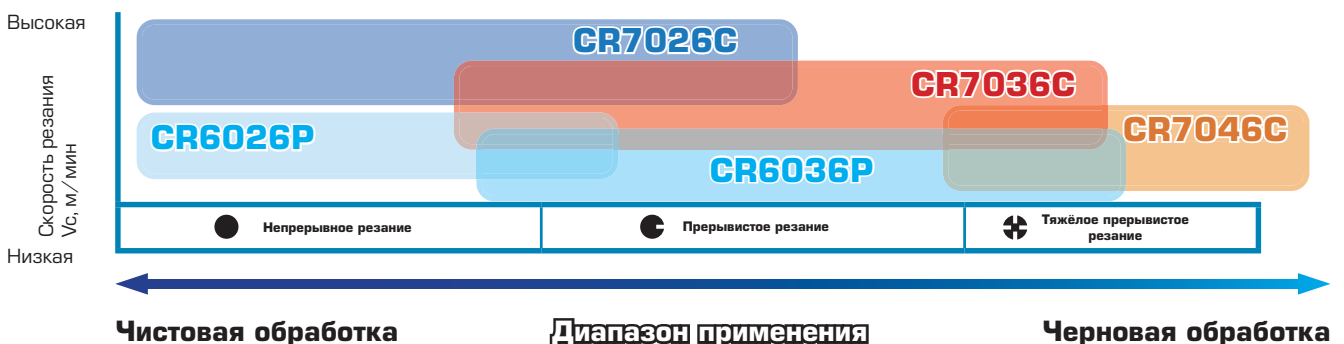 Высокая
CR7026C
CR7036C
CR6026P
CR7046C
CR6036P
Скорость резания
Vc, м/мин
Непрерывное резание
Прерывистое резание
Тяжёлое прерывистое
резание
Низкая
Чистовая обработка
Диапазон применения
Черновая обработка